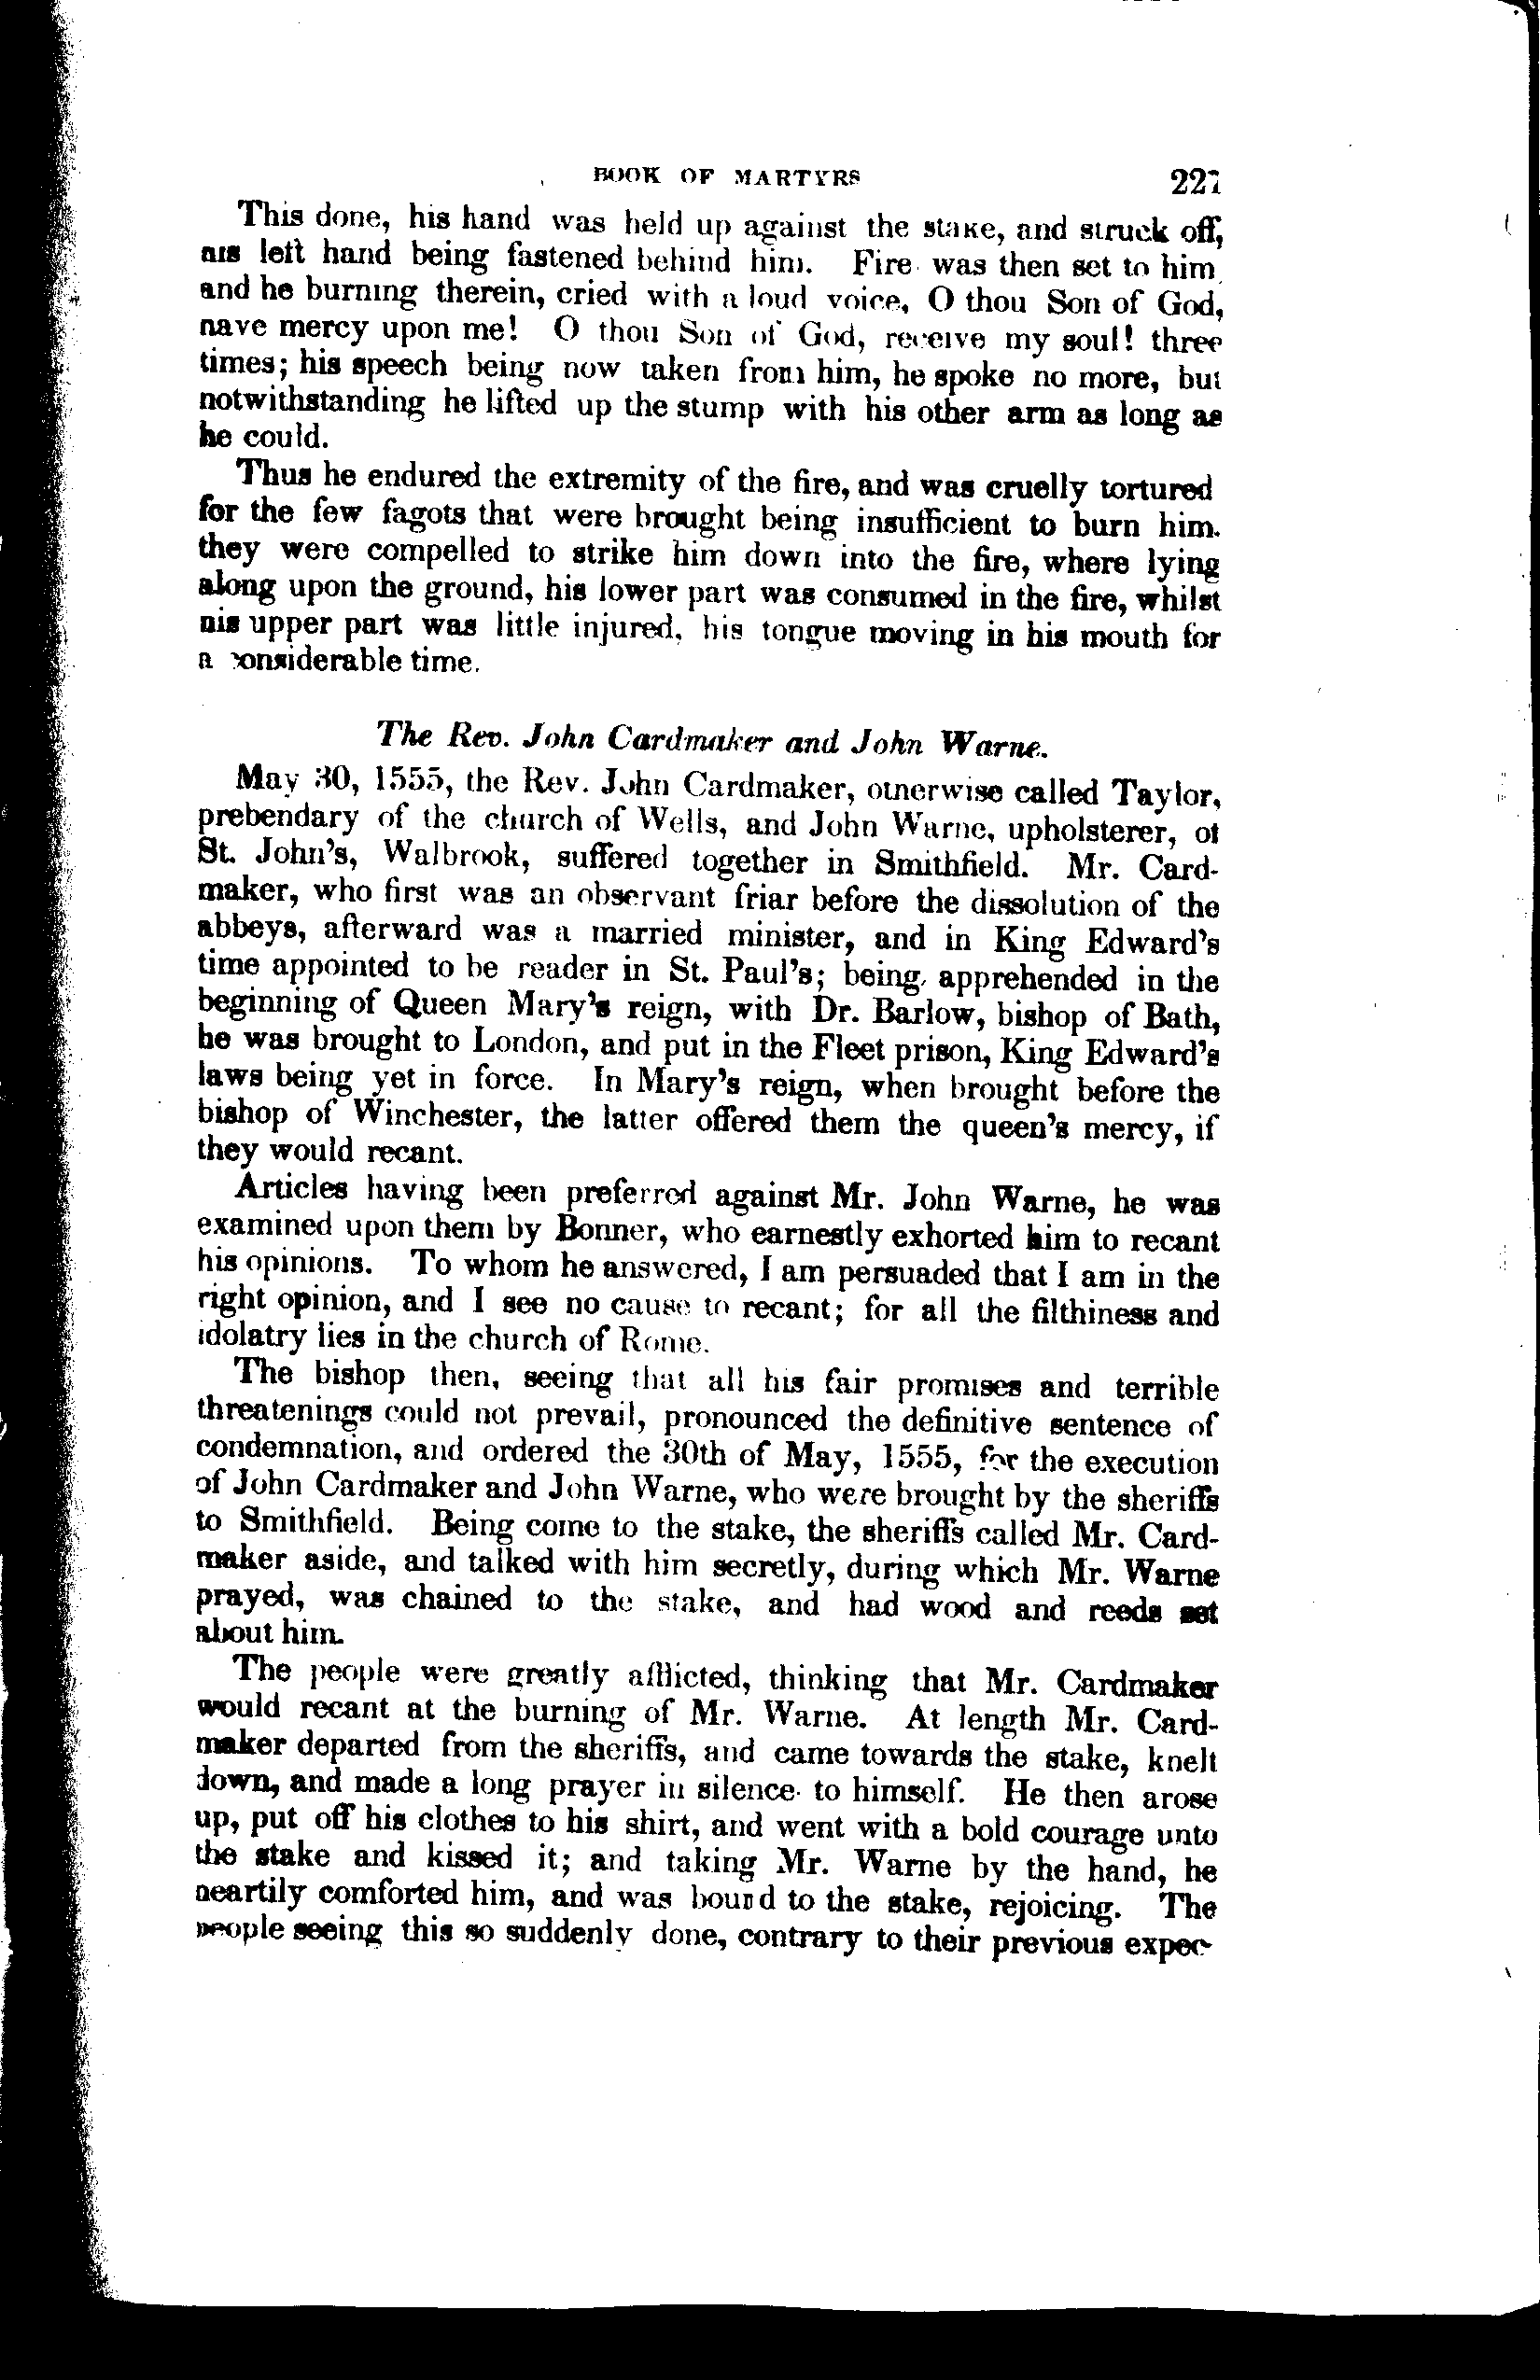 BOOK OF MARTYRS 227
This done, his hand was held up against the stake, and struck off,
his left hand being fastened behind him. Fire was then set to him
and he burning therein, cried with a loud voice, O thou Son of God,
have mercy upon me! O thou Son of God, receive my soul! three
times; his speech being now taken from him, he spoke no more, but
notwithstanding he lifted up the stump with his other arm as long as
he could.
Thus he endured the extremity of the fire, and was cruelly tortured
for the few fagots that were brought being insufficient to burn him.
they were compelled to strike him down into the fire, where lying
along upon the ground, his lower part was consumed in the fire, whilst
his upper part was little injured, his tongue moving in his mouth for
a considerable time.
The Rev. John Cardmaker and John Warne.
May 30, 1555, the Rev. John Cardmaker, otherwise called Taylor,
prebendary of the church of Wells, and John Warne, upholsterer, of
St. John's, Walbrook, suffered together in Smithfield. Mr. Card-
maker, who first was an observant friar before the dissolution of the
abbeys, afterward was a married minister, and in King Edward's
time appointed to be reader in St. Paul's; being apprehended in the
beginning of Queen Mary's reign, with Dr. Barlow, bishop of Bath,
he was brought to London, and put in the Fleet prison, King Edward's
laws being yet in force. In Mary's reign, when brought before the
bishop of Winchester, the latter offered them the queen's mercy, if
they would recant.
Articles having been preferred against Mr. John Warne, he was
examined upon them by Bonner, who earnestly exhorted him to recant
his opinions. To whom he answered, I am persuaded that I am in the
right opinion, and I see no cause to recant; for all the filthiness and
idolatry lies in the church of Rome.
The bishop then, seeing that all his fair promises and terrible
threatenings could not prevail, pronounced the definitive sentence of
condemnation, and ordered the 30th of May, 1555, for the execution
of John Cardmaker and John Warne, who were brought by the sheriffs
to Smithfield. Being come to the stake, the sheriffs called Mr. Card-
maker aside, and talked with him secretly, during which Mr. Warne
prayed, was chained to the stake, and had wood and reeds set
about him.
The people were greatly afflicted, thinking that Mr. Cardmaker
would recant at the burning of Mr. Warne. At length Mr. Card-
maker departed from the sheriffs, and came towards the stake, knelt
down, and made a long prayer in silence to himself. He then arose
up, put off his clothes to his shirt, and went with a bold courage unto
the stake and kissed it; and taking Mr. Warne by the hand, he
heartily comforted him, and was bound to the stake, rejoicing. The
people seeing this so suddenly done, contrary to their previous expec-